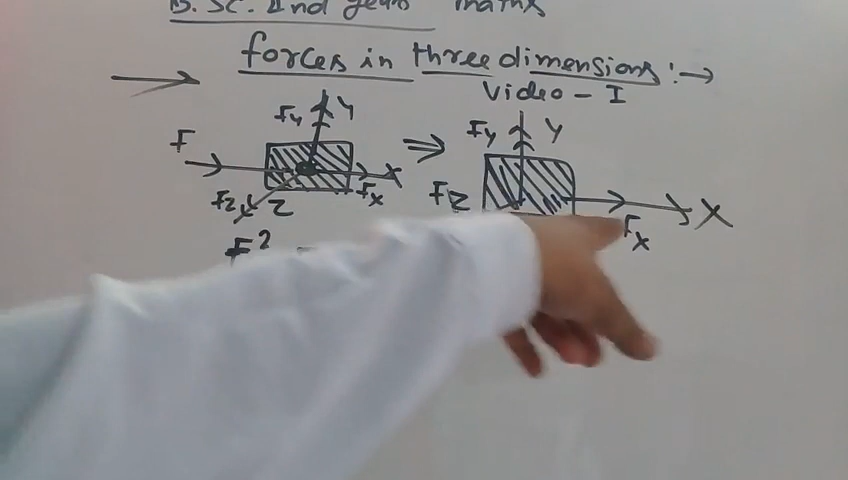 B. Sc. IInd year maths
forces in three dimensions :→
Video - I
Fy Y ⇒ Fy Y
F X Fx
Fz Z Fz X
Fx
F²